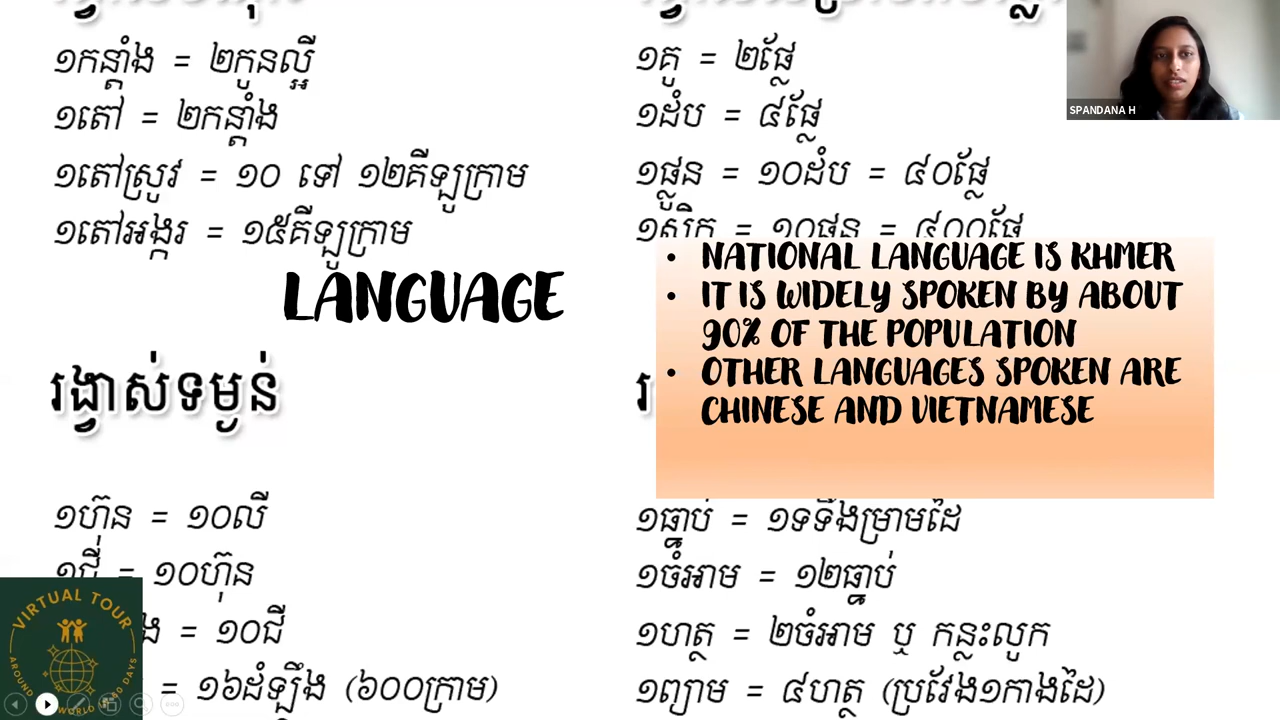 ១កន្តាំង = ២កូនល្អី
១តៅ = ២កន្តាំង
១តៅស្រូវ = ១០ ទៅ ១២គីឡូក្រាម
១តៅអង្ករ = ១៥គីឡូក្រាម
១គូ = ២ផ្លែ
១ដំប = ៨ផ្លែ
១ផ្លូន = ១០ដំប = ៨០ផ្លែ
SPANDANA H
LANGUAGE
• NATIONAL LANGUAGE IS KHMER
• IT IS WIDELY SPOKEN BY ABOUT
90% OF THE POPULATION
• OTHER LANGUAGES SPOKEN ARE
CHINESE AND VIETNAMESE
រង្វាស់ទម្ងន់
១ហ៊ុន = ១០លី
១ជី = ១០ហ៊ុន
= ១០ជី
= ១៦ដំឡឹង (៦០០ក្រាម)
១ធ្នាប់ = ១ទទឹងម្រាមដៃ
១ចំអាម = ១២ធ្នាប់
១ហត្ថ = ២ចំអាម ឬ កន្លះលូក
១ព្យាម = ៨ហត្ថ (ប្រវែង១កាងដៃ)
VIRTUAL TOUR
AROUND WORLD DAYS